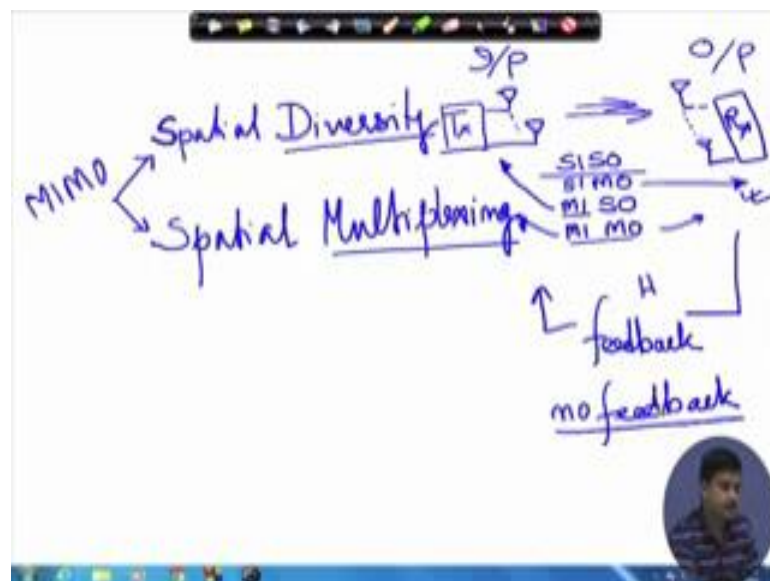 I/P
O/P
MIMO
Spatial Diversity
Tx
Rx
SISO
SIMO
MISO
MIMO
Spatial Multiplexing
H
feedback
no feedback